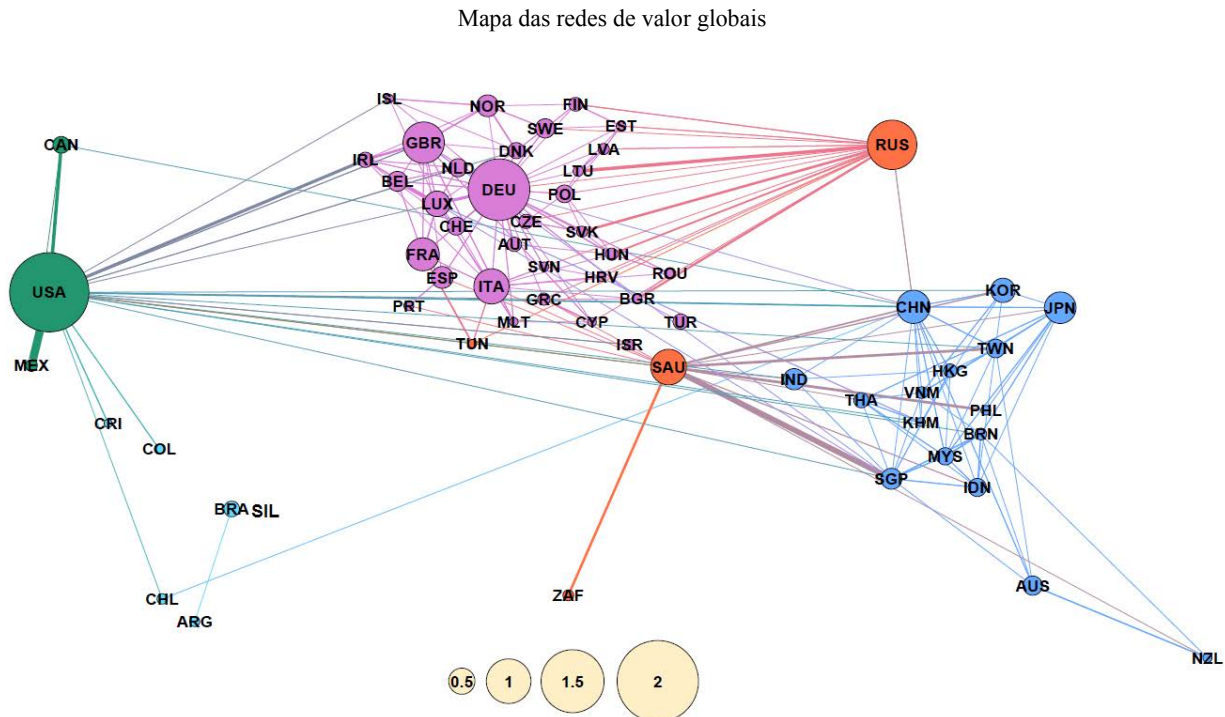 Mapa das redes de valor globais
ISL
NOR
FIN
CAN
GBR
SWE
EST
RUS
DNK
LVA
IRL
NLD
LTU
BEL
DEU
POL
LUX
CHE
CZE
SVK
AUT
HUN
FRA
SVN
HRV
ROU
ESP
USA
ITA
GRC
BGR
CHN
KOR
JPN
PRT
MLT
CYP
TUR
TUN
ISR
TWN
MEX
SAU
IND
HKG
VNM
THA
PHL
CRI
KHM
BRN
COL
MYS
SGP
IDN
BRA SIL
AUS
CHL
ZAF
ARG
NZL
0.5 1 1.5 2